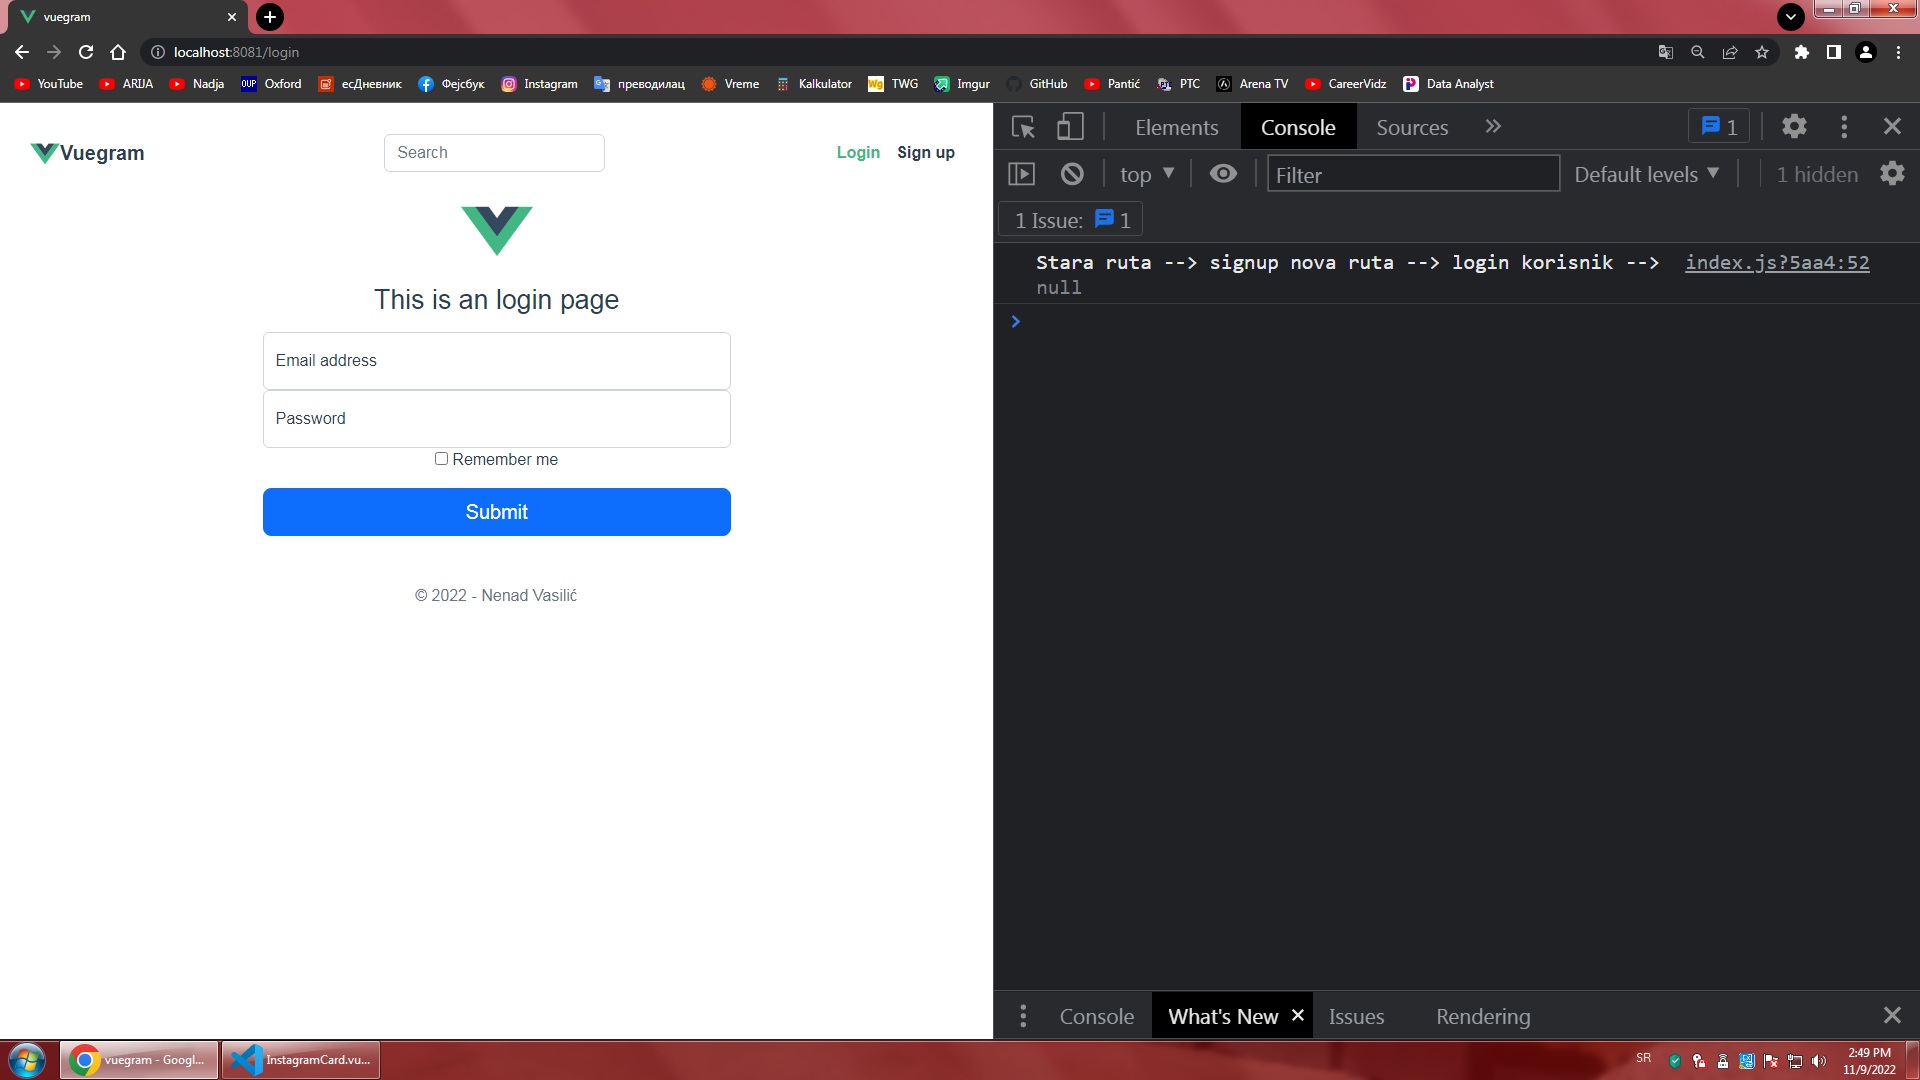 vuegram
localhost:8081/login
YouTube ARIJA Nadja OUP Oxford есДневник Фејсбук Instagram преводилац Vreme Kalkulator Wg TWG Imgur GitHub Pantić РТС Arena TV CareerVidz Data Analyst
Vuegram
Search
Login Sign up
This is an login page
Email address
Password
Remember me
Submit
© 2022 - Nenad Vasilić
Elements Console Sources 1
top Filter Default levels 1 hidden
1 Issue: 1
Stara ruta --> signup nova ruta --> login korisnik --> index.js?5aa4:52
null
Console What's New Issues Rendering
vuegram - Googl... InstagramCard.vu... SR 2:49 PM
11/9/2022